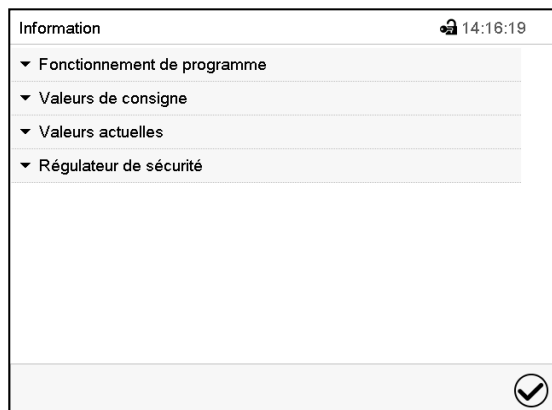 Information 14:16:19
Fonctionnement de programme
Valeurs de consigne
Valeurs actuelles
Régulateur de sécurité